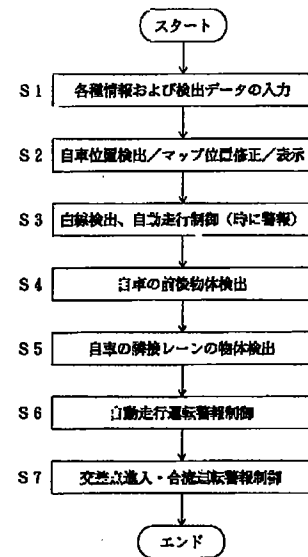 スタート
S1 各種情報および検出データの入力
S2 自車位置検出／マップ位置修正／表示
S3 白線検出、自動走行制御（時に警報）
S4 自車の前後物体検出
S5 自車の隣接レーンの物体検出
S6 自動走行運転警報制御
S7 交差点進入・合流運転警報制御
エンド